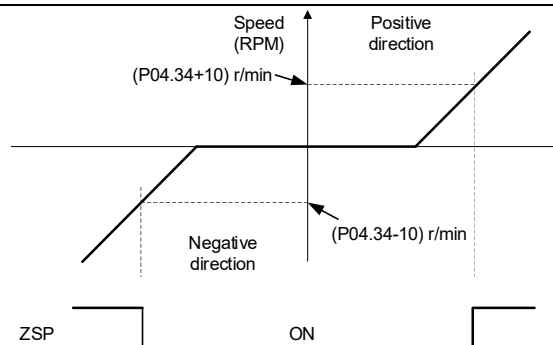 Speed
(RPM)
Positive
direction
(P04.34+10) r/min
(P04.34-10) r/min
Negative
direction
ZSP
ON